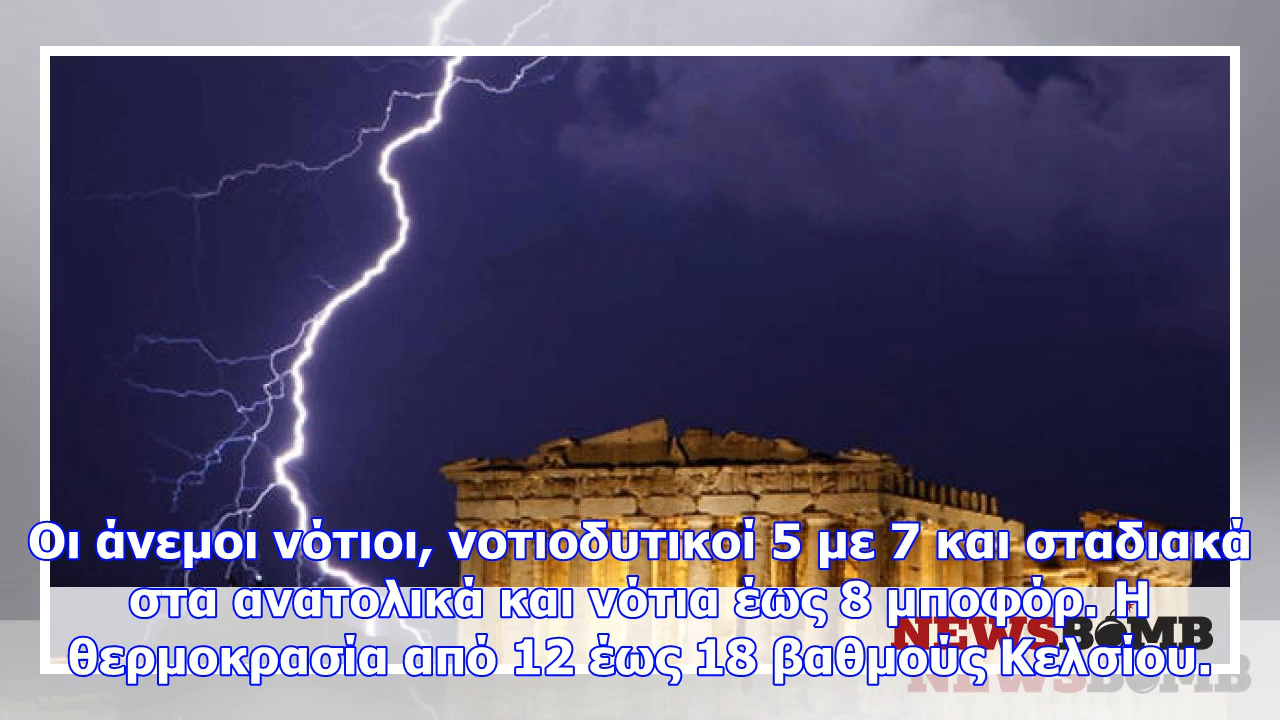 Οι άνεμοι νότιοι, νοτιοδυτικοί 5 με 7 και σταδιακά
στα ανατολικά και νότια έως 8 μποφόρ. Η
θερμοκρασία από 12 έως 18 βαθμούς Κελσίου.
NEWSBOMB
NEWSBOMB